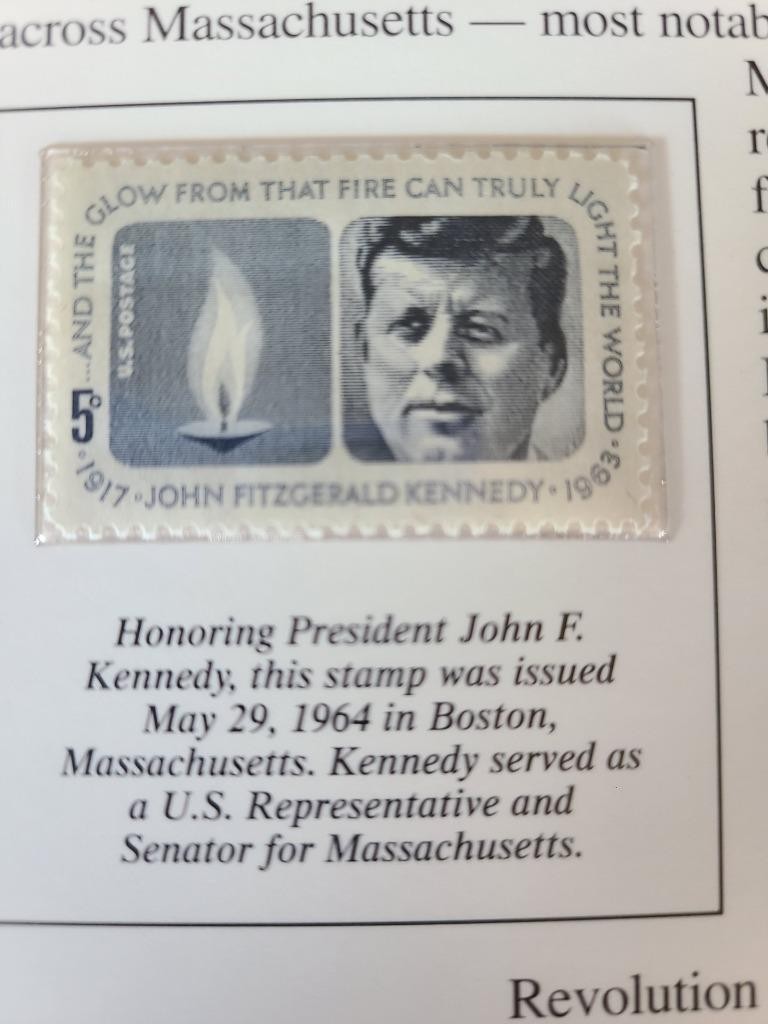 across Massachusetts — most
...AND THE GLOW FROM THAT FIRE CAN TRULY LIGHT THE WORLD.
U.S. POSTAGE
5c
·1917·JOHN FITZGERALD KENNEDY·1963·
Honoring President John F.
Kennedy, this stamp was issued
May 29, 1964 in Boston,
Massachusetts. Kennedy served as
a U.S. Representative and
Senator for Massachusetts.
Revolution